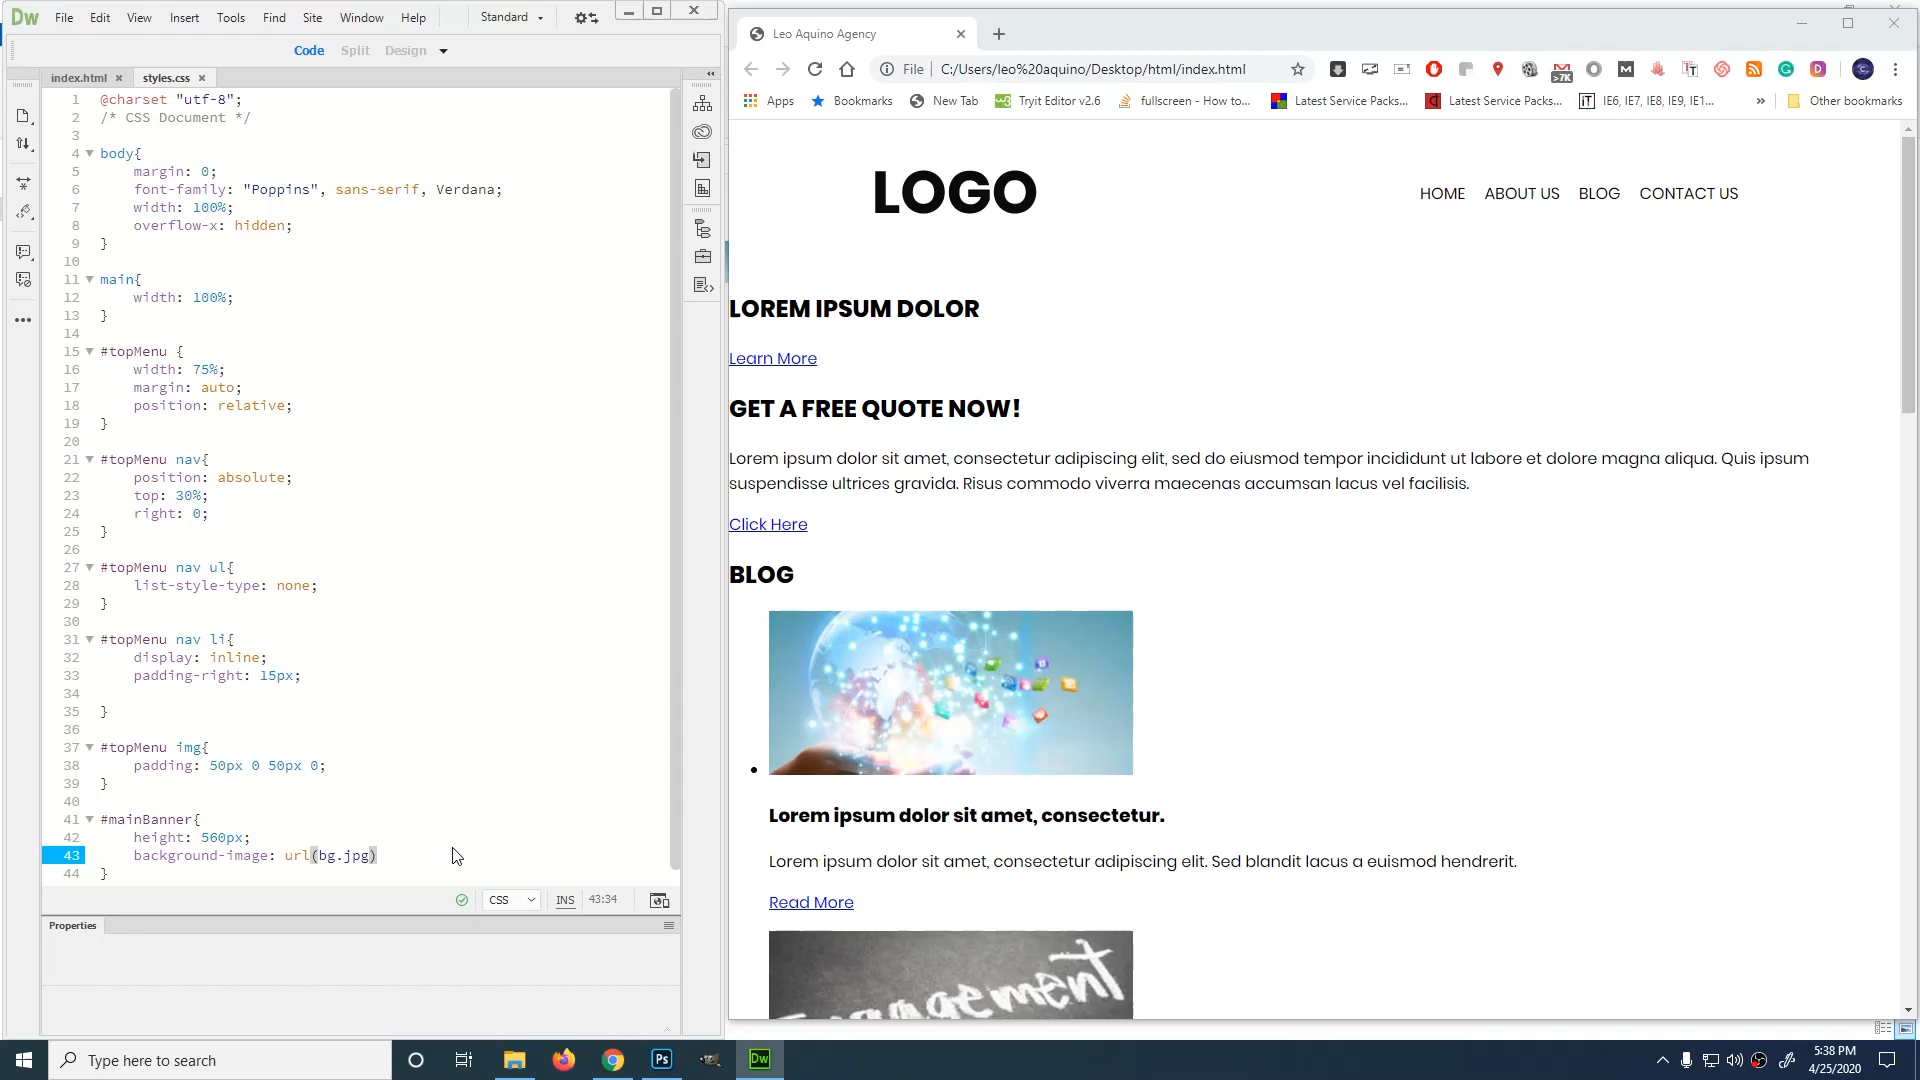 Dw File Edit View Insert Tools Find Site Window Help Standard
Code Split Design
index.html styles.css
1 @charset "utf-8";
2 /* CSS Document */
3
4 body{
5 margin: 0;
6 font-family: "Poppins", sans-serif, Verdana;
7 width: 100%;
8 overflow-x: hidden;
9 }
10
11 main{
12 width: 100%;
13 }
14
15 #topMenu {
16 width: 75%;
17 margin: auto;
18 position: relative;
19 }
20
21 #topMenu nav{
22 position: absolute;
23 top: 30%;
24 right: 0;
25 }
26
27 #topMenu nav ul{
28 list-style-type: none;
29 }
30
31 #topMenu nav li{
32 display: inline;
33 padding-right: 15px;
34
35 }
36
37 #topMenu img{
38 padding: 50px 0 50px 0;
39 }
40
41 #mainBanner{
42 height: 560px;
43 background-image: url(bg.jpg)
44 }
CSS INS 43:34
Properties
Leo Aquino Agency
File C:/Users/leo%20aquino/Desktop/html/index.html
>7K
Apps Bookmarks New Tab Tryit Editor v2.6 fullscreen - How to... Latest Service Packs... Latest Service Packs... IE6, IE7, IE8, IE9, IE1... » Other bookmarks
LOGO
HOME ABOUT US BLOG CONTACT US
LOREM IPSUM DOLOR
Learn More
GET A FREE QUOTE NOW!
Lorem ipsum dolor sit amet, consectetur adipiscing elit, sed do eiusmod tempor incididunt ut labore et dolore magna aliqua. Quis ipsum
suspendisse ultrices gravida. Risus commodo viverra maecenas accumsan lacus vel facilisis.
Click Here
BLOG
Lorem ipsum dolor sit amet, consectetur.
Lorem ipsum dolor sit amet, consectetur adipiscing elit. Sed blandit lacus a euismod hendrerit.
Read More
Type here to search
Ps
Dw
5:38 PM
4/25/2020